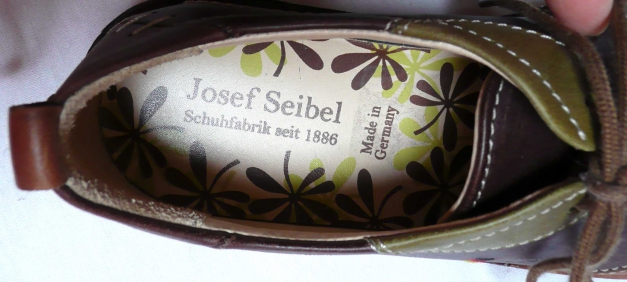 Josef Seibel
Schuhfabrik seit 1886
Made in
Germany